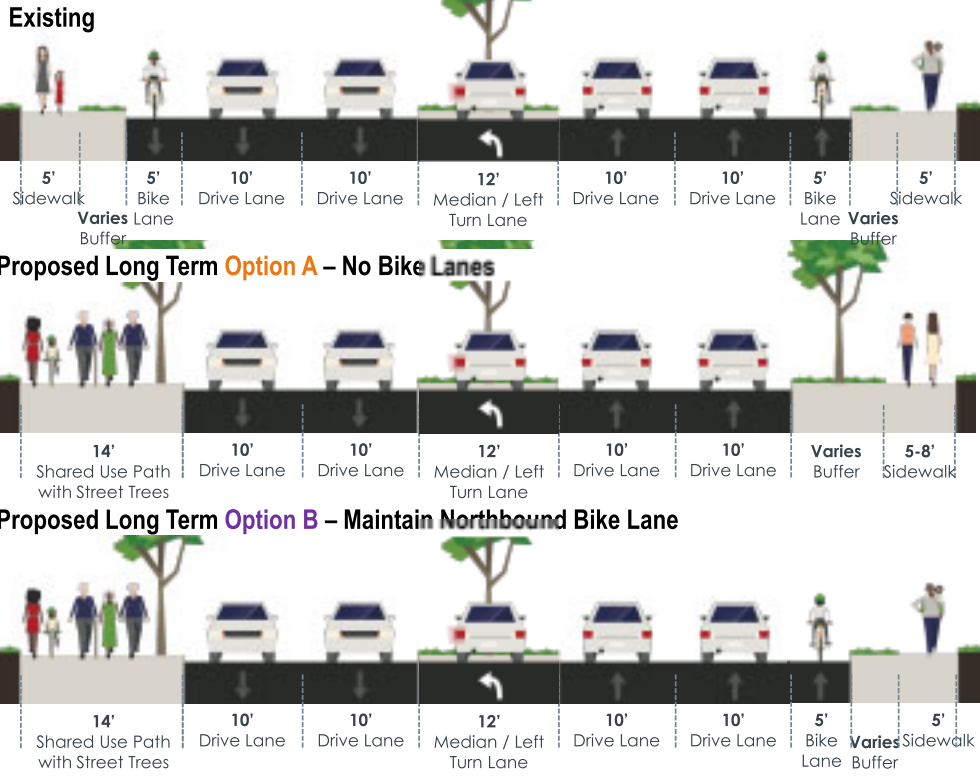 Existing
5’ 5’ 10’ 10’ 12’ 10’ 10’ 5’ 5’
Sidewalk Bike Drive Lane Drive Lane Median / Left Drive Lane Drive Lane Bike Sidewalk
Varies Lane Turn Lane Lane Varies
Buffer Buffer
Proposed Long Term Option A – No Bike Lanes
14’ 10’ 10’ 12’ 10’ 10’ Varies 5-8’
Shared Use Path Drive Lane Drive Lane Median / Left Drive Lane Drive Lane Buffer Sidewalk
with Street Trees Turn Lane
Proposed Long Term Option B – Maintain Northbound Bike Lane
14’ 10’ 10’ 12’ 10’ 10’ 5’ 5’
Shared Use Path Drive Lane Drive Lane Median / Left Drive Lane Drive Lane Bike Varies Sidewalk
with Street Trees Turn Lane Lane Buffer